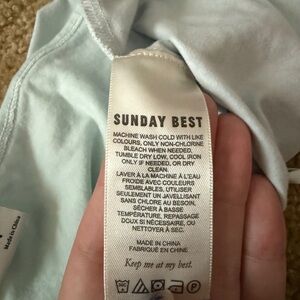 SUNDAY BEST
MACHINE WASH COLD WITH LIKE
COLOURS, ONLY NON-CHLORINE
BLEACH WHEN NEEDED,
TUMBLE DRY LOW, COOL IRON
ONLY IF NEEDED, OR DRY
CLEAN.
LAVER À LA MACHINE À L'EAU
FROIDE AVEC COULEURS
SEMBLABLES, UTILISER
SEULEMENT UN JAVELLISANT
SANS CHLORE AU BESOIN,
SÉCHER À BASSE
TEMPÉRATURE, REPASSAGE
DOUX SI NÉCESSAIRE, OU
NETTOYER À SEC.
MADE IN CHINA
FABRIQUÉ EN CHINE
Keep me at my best.
Made in China